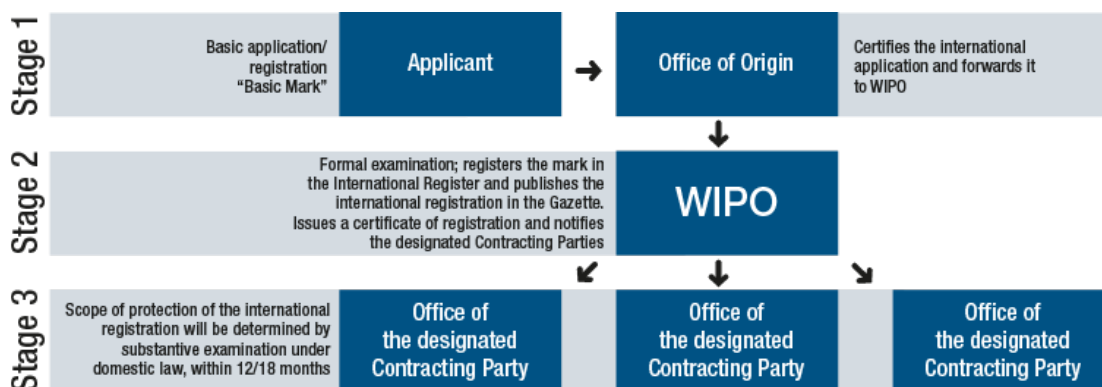 Stage 1
Basic application/
registration
“Basic Mark”
Applicant
Office of Origin
Certifies the international
application and forwards it
to WIPO
Stage 2
Formal examination; registers the mark in
the International Register and publishes the
international registration in the Gazette.
Issues a certificate of registration and notifies
the designated Contracting Parties
WIPO
Stage 3
Scope of protection of the international
registration will be determined by
substantive examination under
domestic law, within 12/18 months
Office of
the designated
Contracting Party
Office of
the designated
Contracting Party
Office of
the designated
Contracting Party